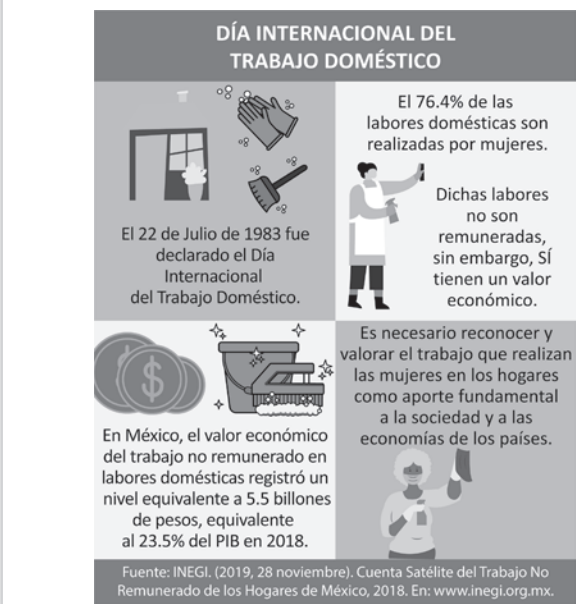 DÍA INTERNACIONAL DEL
TRABAJO DOMÉSTICO
El 22 de Julio de 1983 fue
declarado el Día
Internacional
del Trabajo Doméstico.
El 76.4% de las
labores domésticas son
realizadas por mujeres.
Dichas labores
no son
remuneradas,
sin embargo, SÍ
tienen un valor
económico.
$
En México, el valor económico
del trabajo no remunerado en
labores domésticas registró un
nivel equivalente a 5.5 billones
de pesos, equivalente
al 23.5% del PIB en 2018.
Es necesario reconocer y
valorar el trabajo que realizan
las mujeres en los hogares
como aporte fundamental
a la sociedad y a las
economías de los países.
Fuente: INEGI. (2019, 28 noviembre). Cuenta Satélite del Trabajo No
Remunerado de los Hogares de México, 2018. En: www.inegi.org.mx.